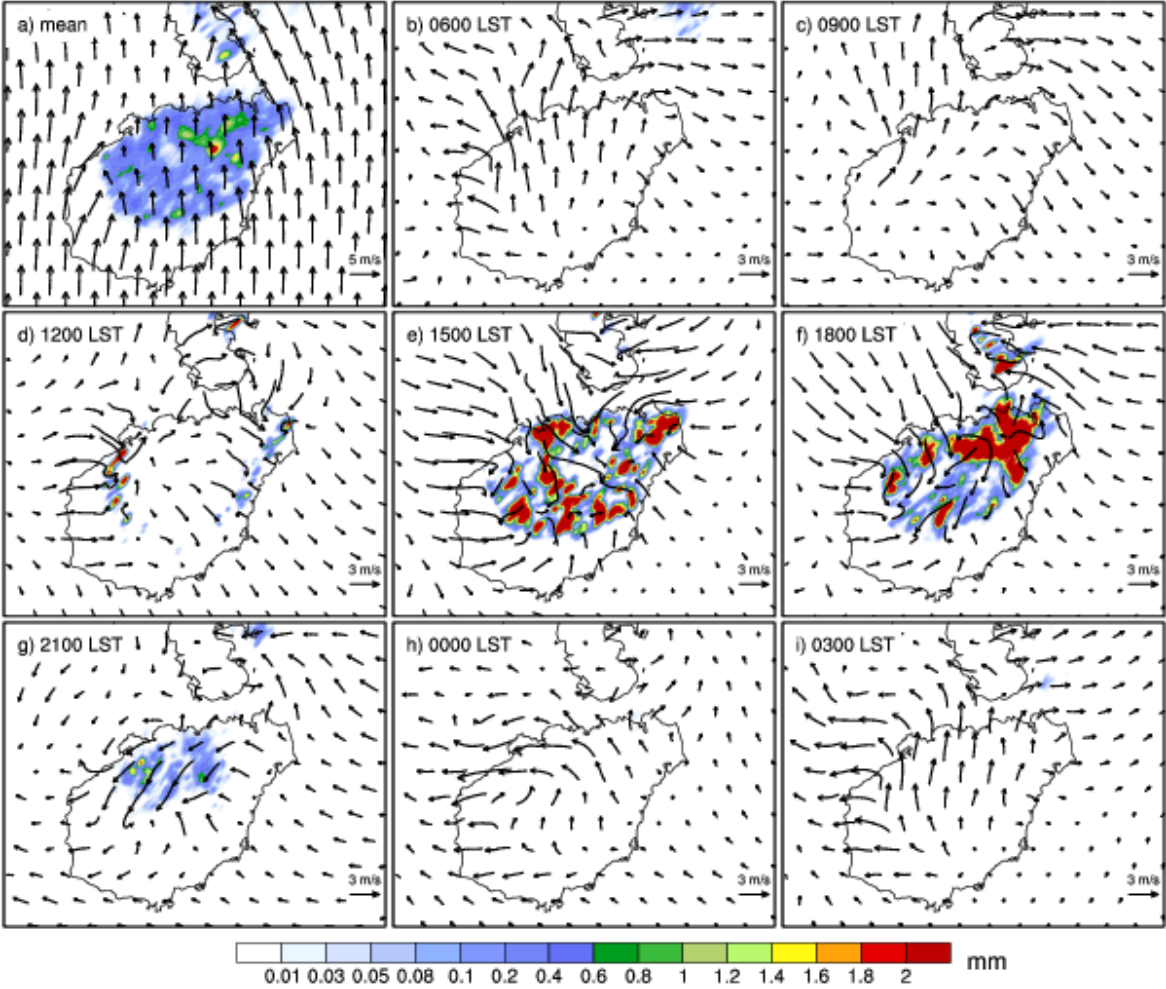 a) mean
b) 0600 LST
c) 0900 LST
5 m/s
3 m/s
3 m/s
d) 1200 LST
e) 1500 LST
f) 1800 LST
3 m/s
3 m/s
3 m/s
g) 2100 LST
h) 0000 LST
i) 0300 LST
3 m/s
3 m/s
3 m/s
0.01 0.03 0.05 0.08 0.1 0.2 0.4 0.6 0.8 1 1.2 1.4 1.6 1.8 2 mm